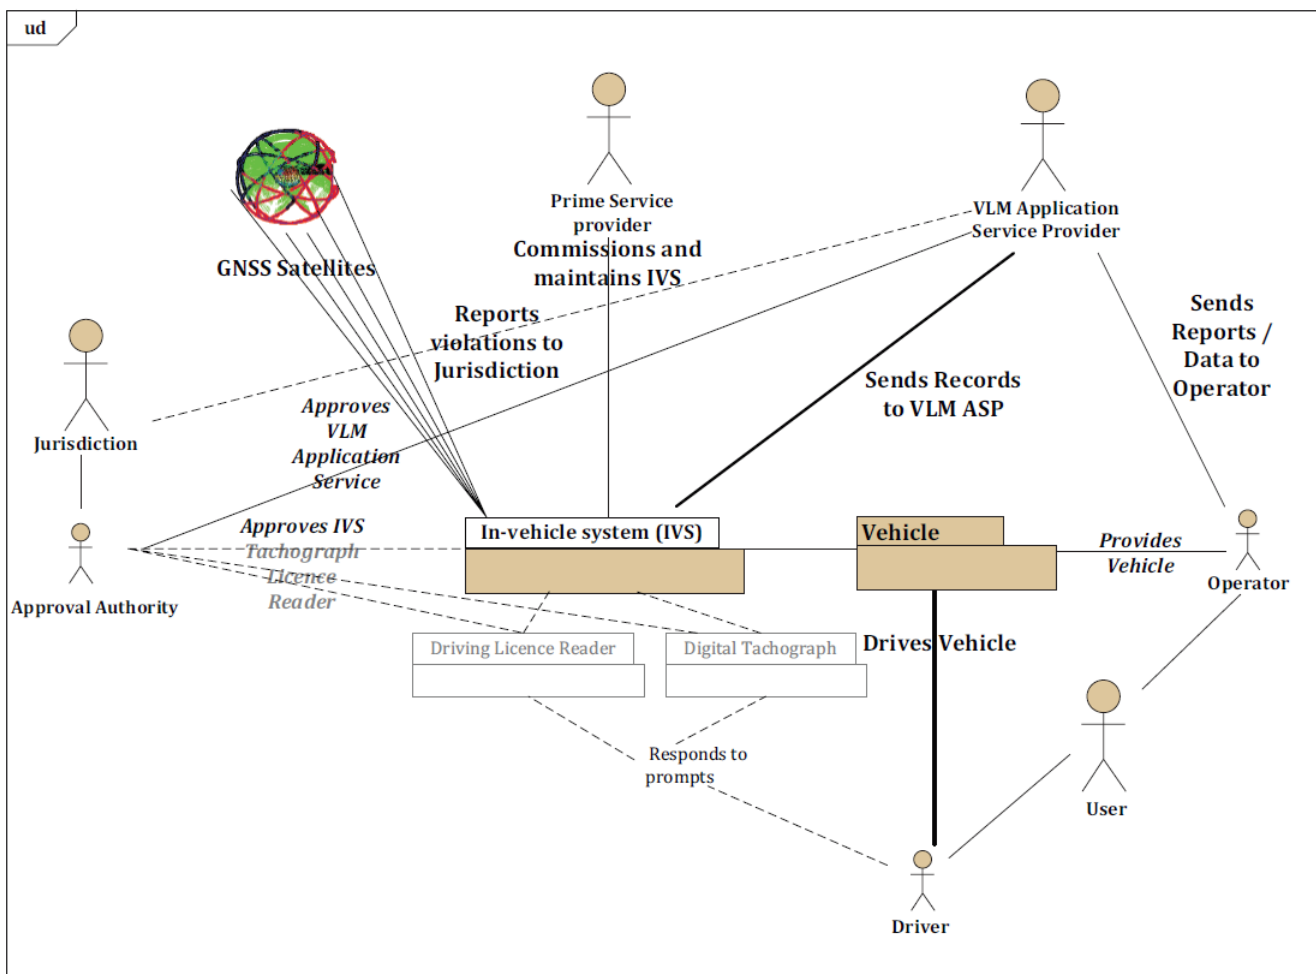 ud
Prime Service
provider
Commissions and
maintains IVS
VLM Application
Service Provider
GNSS Satellites
Reports
violations to
Jurisdiction
Sends
Reports /
Data to
Operator
Sends Records
to VLM ASP
Jurisdiction
Approves
VLM
Application
Service
Approves IVS
Tachograph
Licence
Reader
Approval Authority
In-vehicle system (IVS)
Vehicle
Provides
Vehicle
Operator
Driving Licence Reader
Digital Tachograph
Drives Vehicle
Responds to
prompts
User
Driver